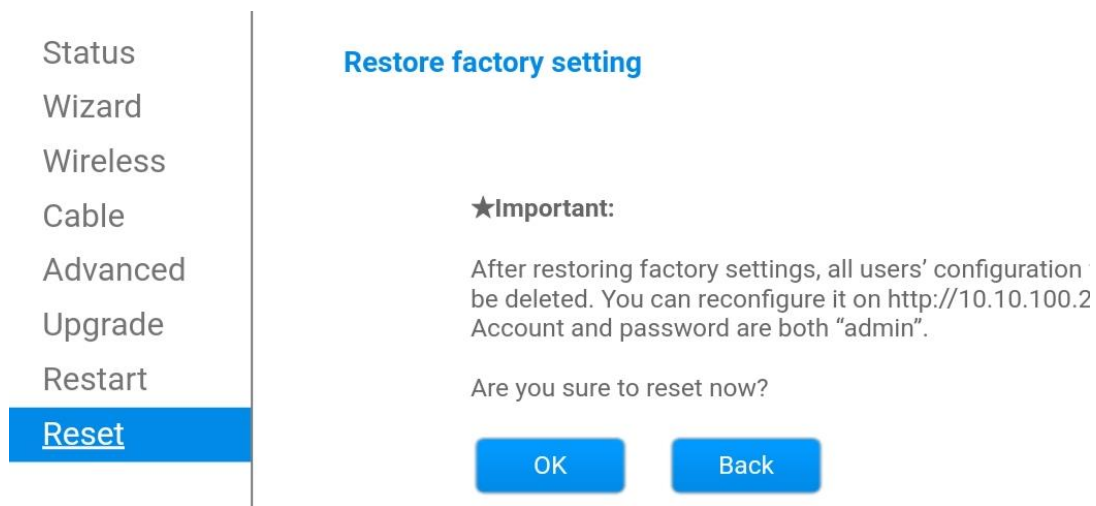 Status
Wizard
Wireless
Cable
Advanced
Upgrade
Restart
Reset
Restore factory setting
★Important:
After restoring factory settings, all users’ configuration
be deleted. You can reconfigure it on http://10.10.100.2
Account and password are both “admin”.
Are you sure to reset now?
OK
Back